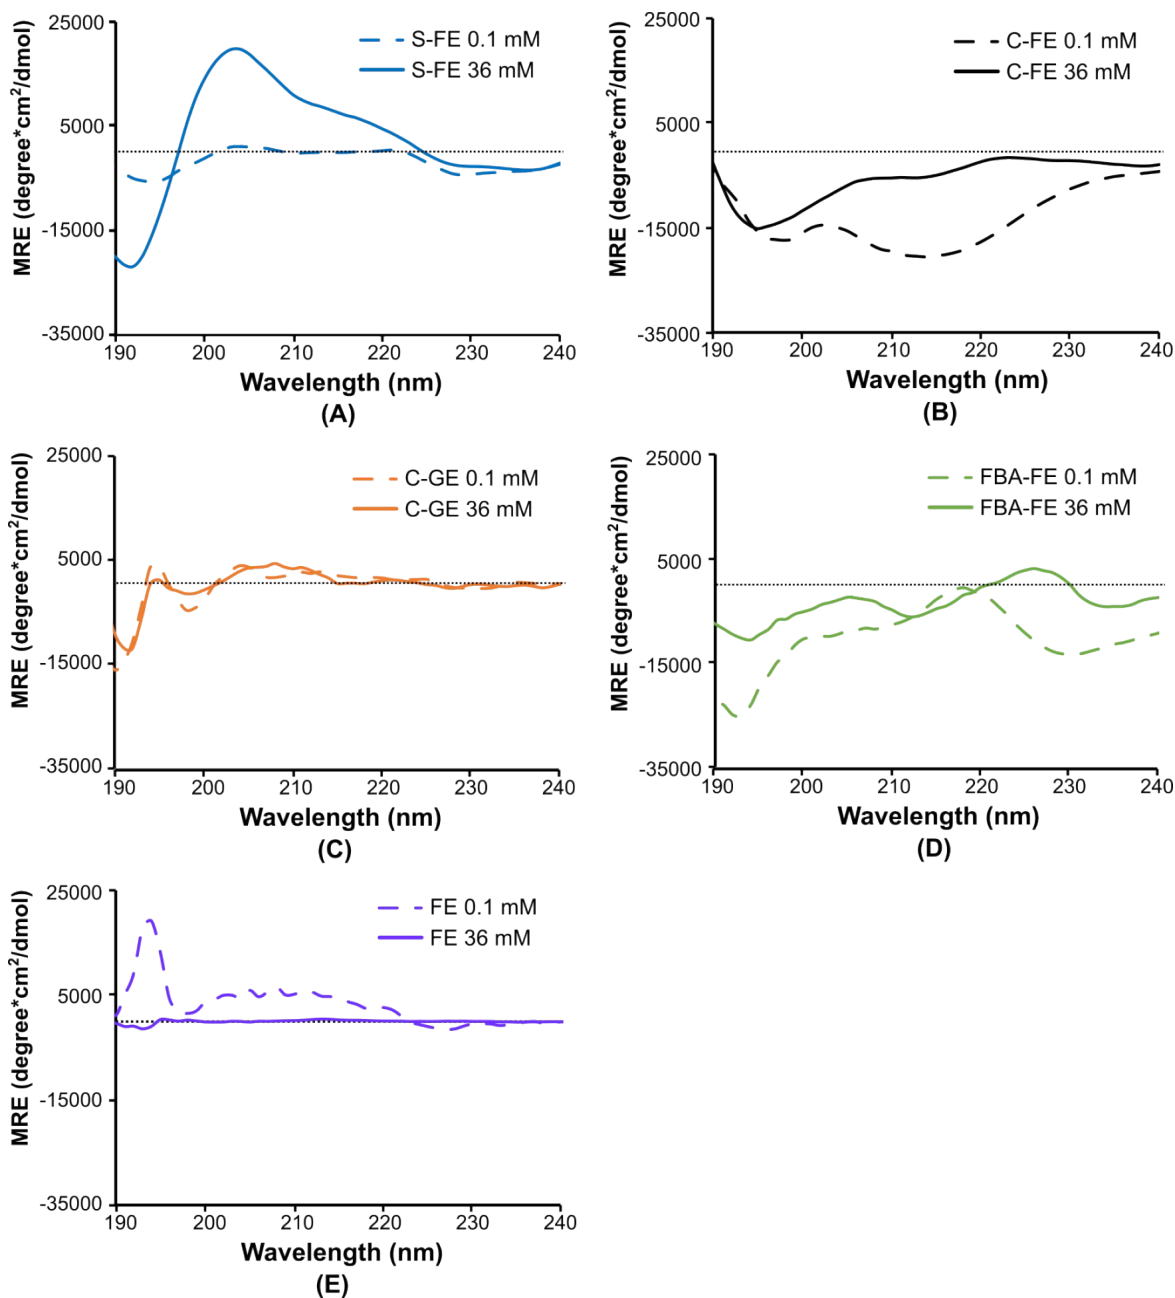 25000
5000
-15000
-35000
MRE (degree*cm²/dmol)
S-FE 0.1 mM
S-FE 36 mM
190 200 210 220 230 240
Wavelength (nm)
(A)
25000
5000
-15000
-35000
MRE (degree*cm²/dmol)
C-FE 0.1 mM
C-FE 36 mM
190 200 210 220 230 240
Wavelength (nm)
(B)
25000
5000
-15000
-35000
MRE (degree*cm²/dmol)
C-GE 0.1 mM
C-GE 36 mM
190 200 210 220 230 240
Wavelength (nm)
(C)
25000
5000
-15000
-35000
MRE (degree*cm²/dmol)
FBA-FE 0.1 mM
FBA-FE 36 mM
190 200 210 220 230 240
Wavelength (nm)
(D)
25000
5000
-15000
-35000
MRE (degree*cm²/dmol)
FE 0.1 mM
FE 36 mM
190 200 210 220 230 240
Wavelength (nm)
(E)